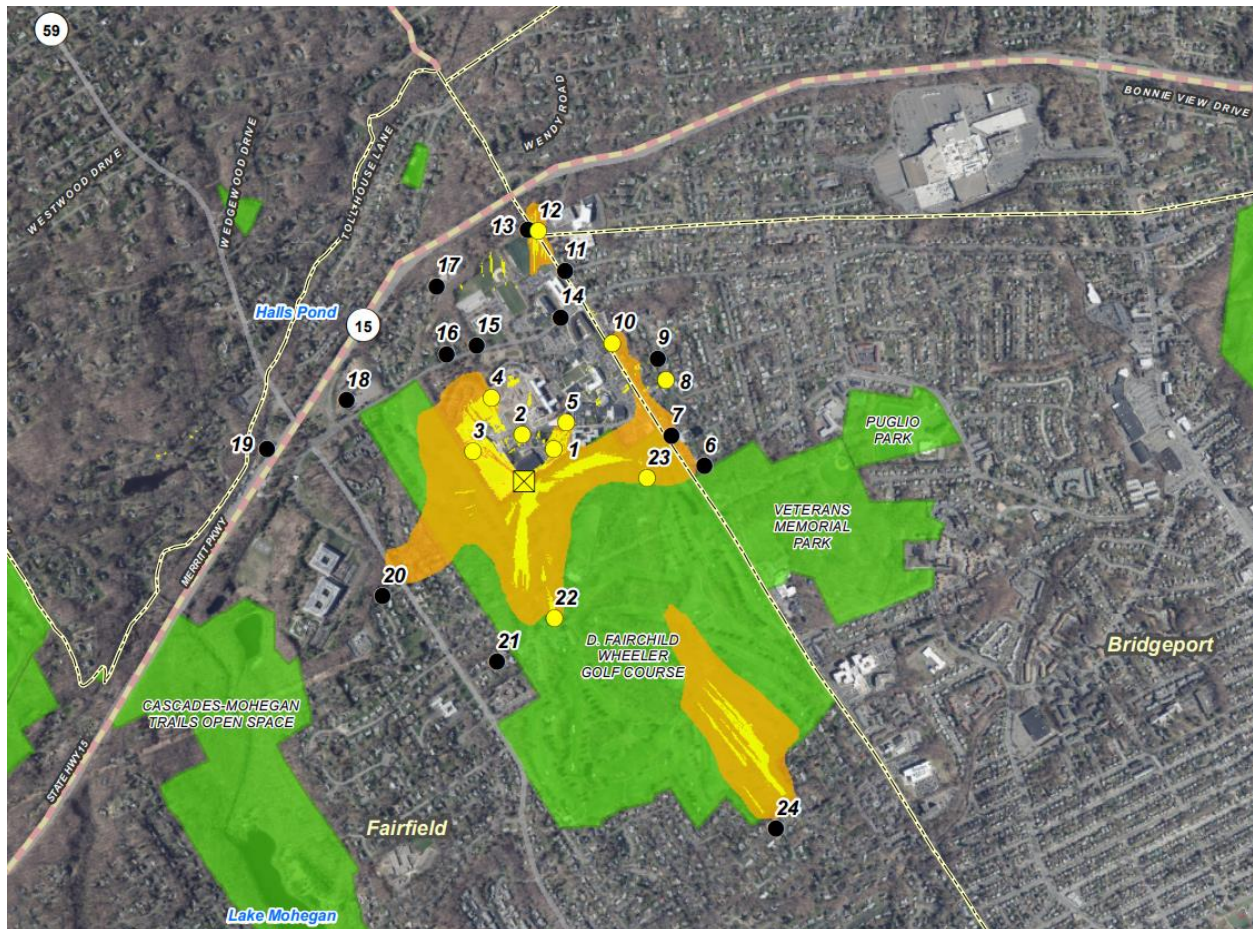 59
BONNIE VIEW DRIVE
WENDY ROAD
WESTWOOD DRIVE
WEDGEWOOD DRIVE
TOLLHOUSE LANE
13
12
11
17
14
Halls Pond
15
10
16
15
9
18
8
4
5
2
7
PUGLIO
PARK
19
3
1
6
23
VETERANS
MEMORIAL
PARK
MERRITT PKWY
20
22
21
D. FAIRCHILD
WHEELER
GOLF COURSE
Bridgeport
CASCADES-MOHEGAN
TRAILS OPEN SPACE
STATE HWY 15
24
Fairfield
Lake Mohegan